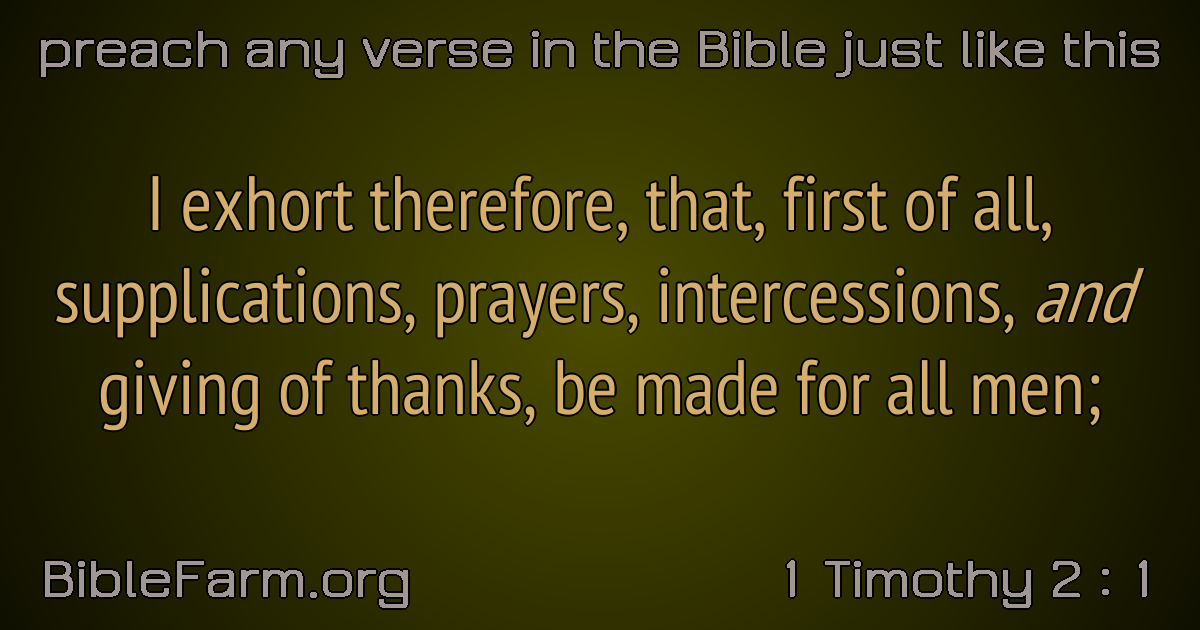 preach any verse in the Bible just like this
I exhort therefore, that, first of all,
supplications, prayers, intercessions, and
giving of thanks, be made for all men;
BibleFarm.org
1 Timothy 2 : 1